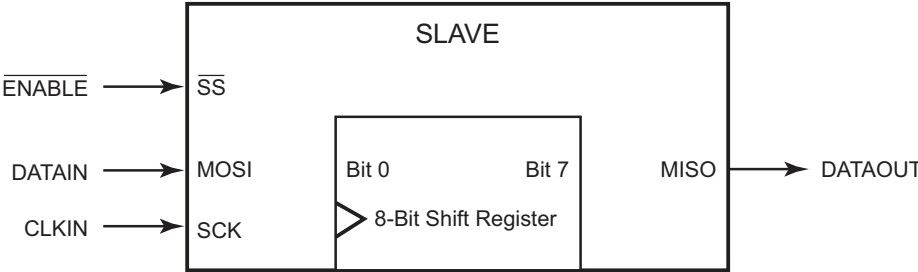 SLAVE
ENABLE
SS
DATAIN
MOSI
Bit 0
Bit 7
MISO
DATAOUT
CLKIN
SCK
8-Bit Shift Register